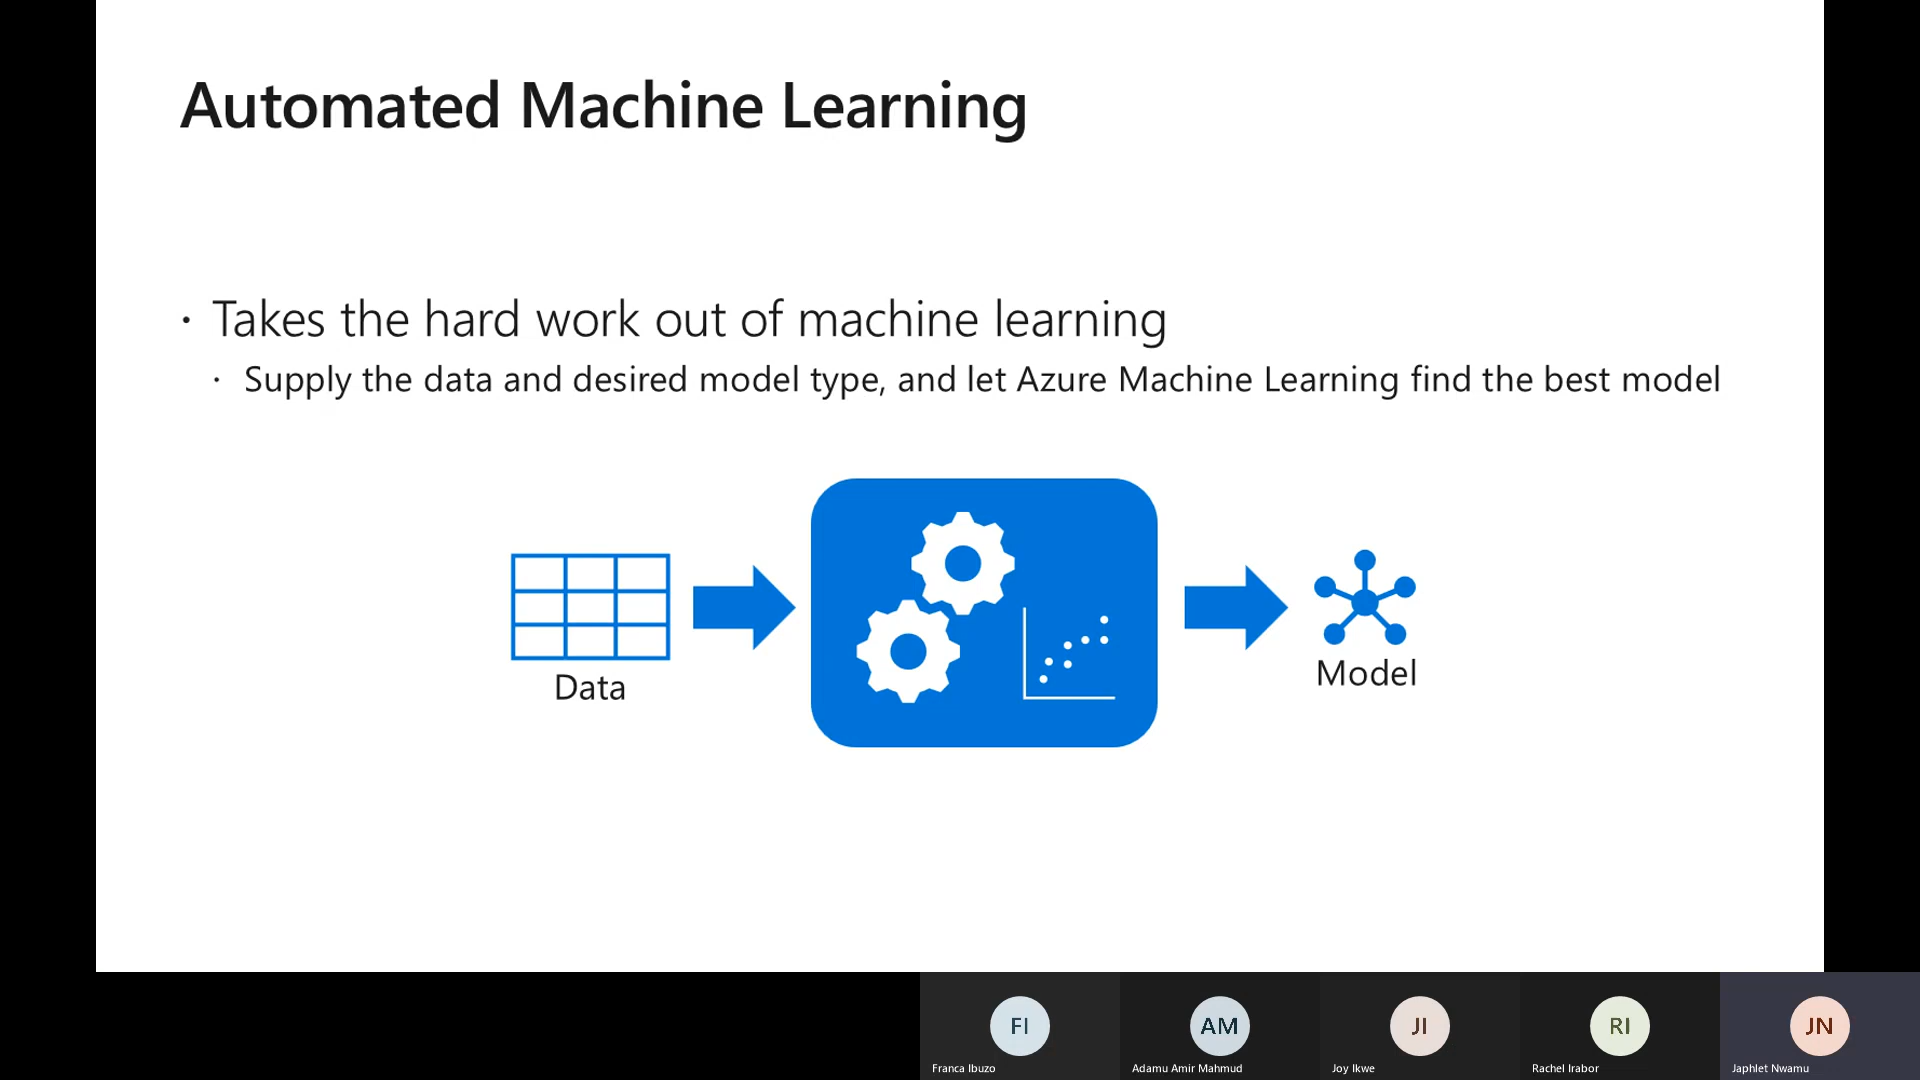 Automated Machine Learning
· Takes the hard work out of machine learning
· Supply the data and desired model type, and let Azure Machine Learning find the best model
Data
Model
FI
AM
JI
RI
JN
Franca Ibuzo
Adamu Amir Mahmud
Joy Ikwe
Rachel Irabor
Japhlet Nwamu